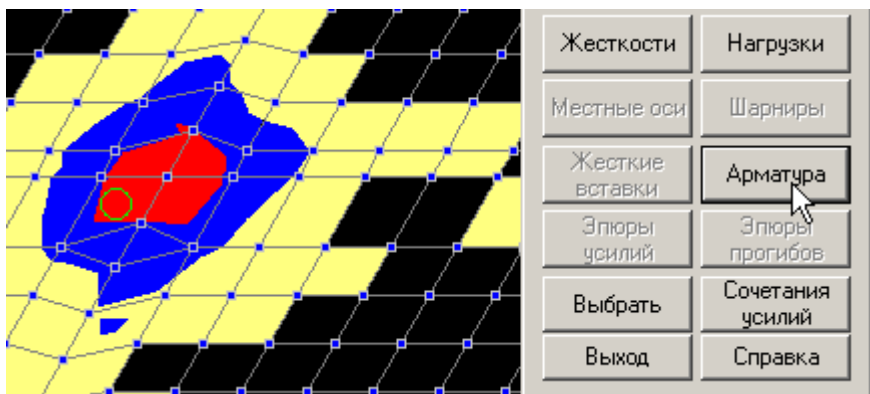 Жесткости
Нагрузки
Местные оси
Шарниры
Жесткие
вставки
Арматура
Эпюры
усилий
Эпюры
прогибов
Выбрать
Сочетания
усилий
Выход
Справка